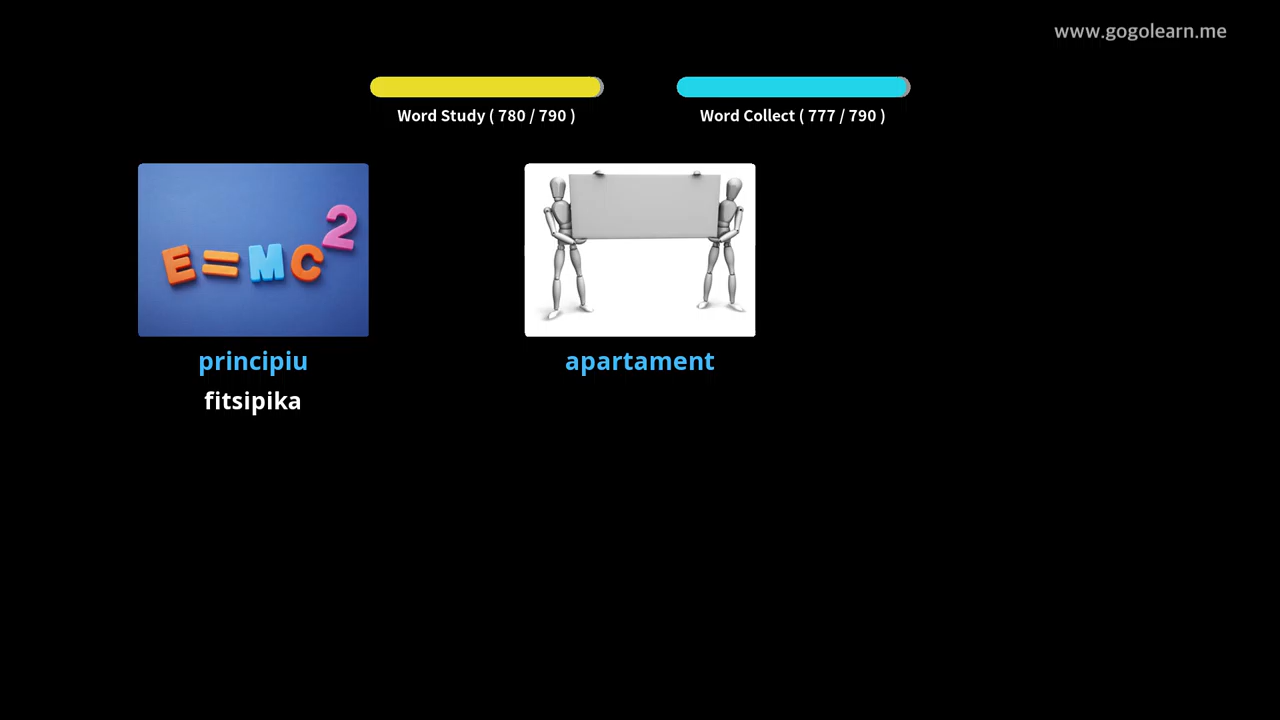 www.gogolearn.me
Word Study ( 780 / 790 )
Word Collect ( 777 / 790 )
E=MC2
principiu
apartament
fitsipika